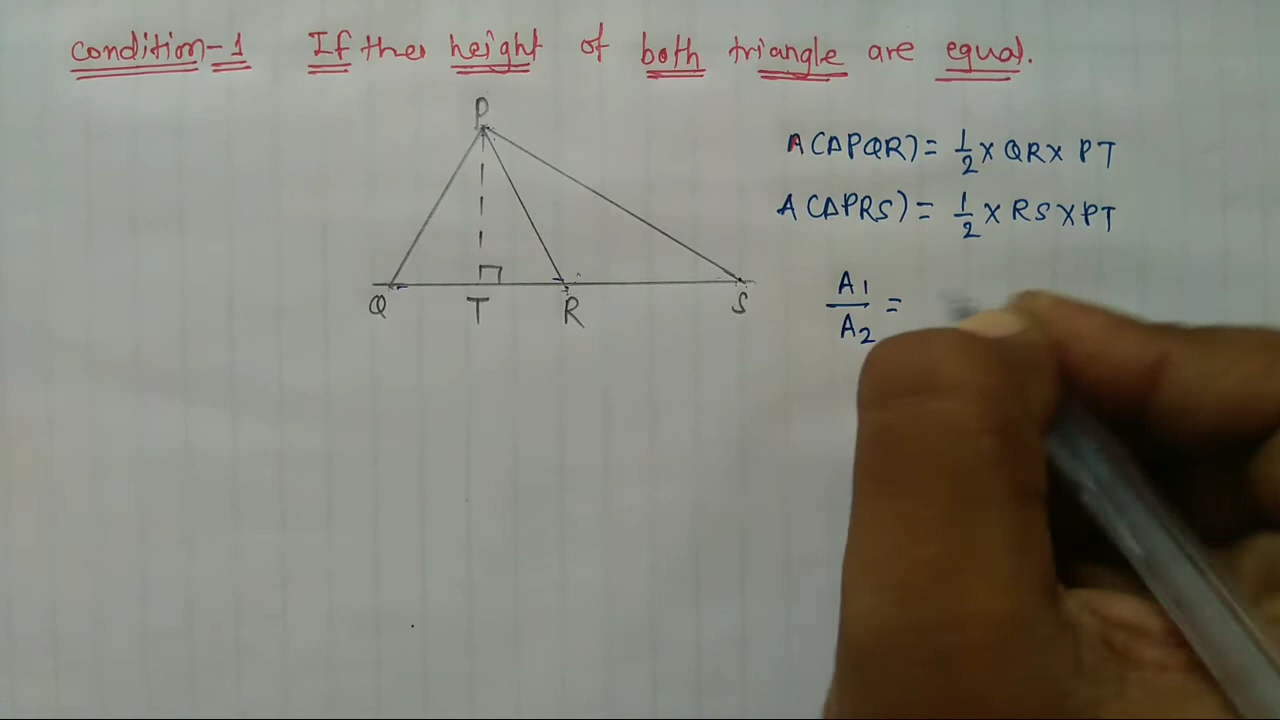 condition-1 If the height of both triangle are equal.
P
A(ΔPQR) = 1/2 × QR × PT
A(ΔPRS) = 1/2 × RS × PT
A1/A2 =
Q T R S